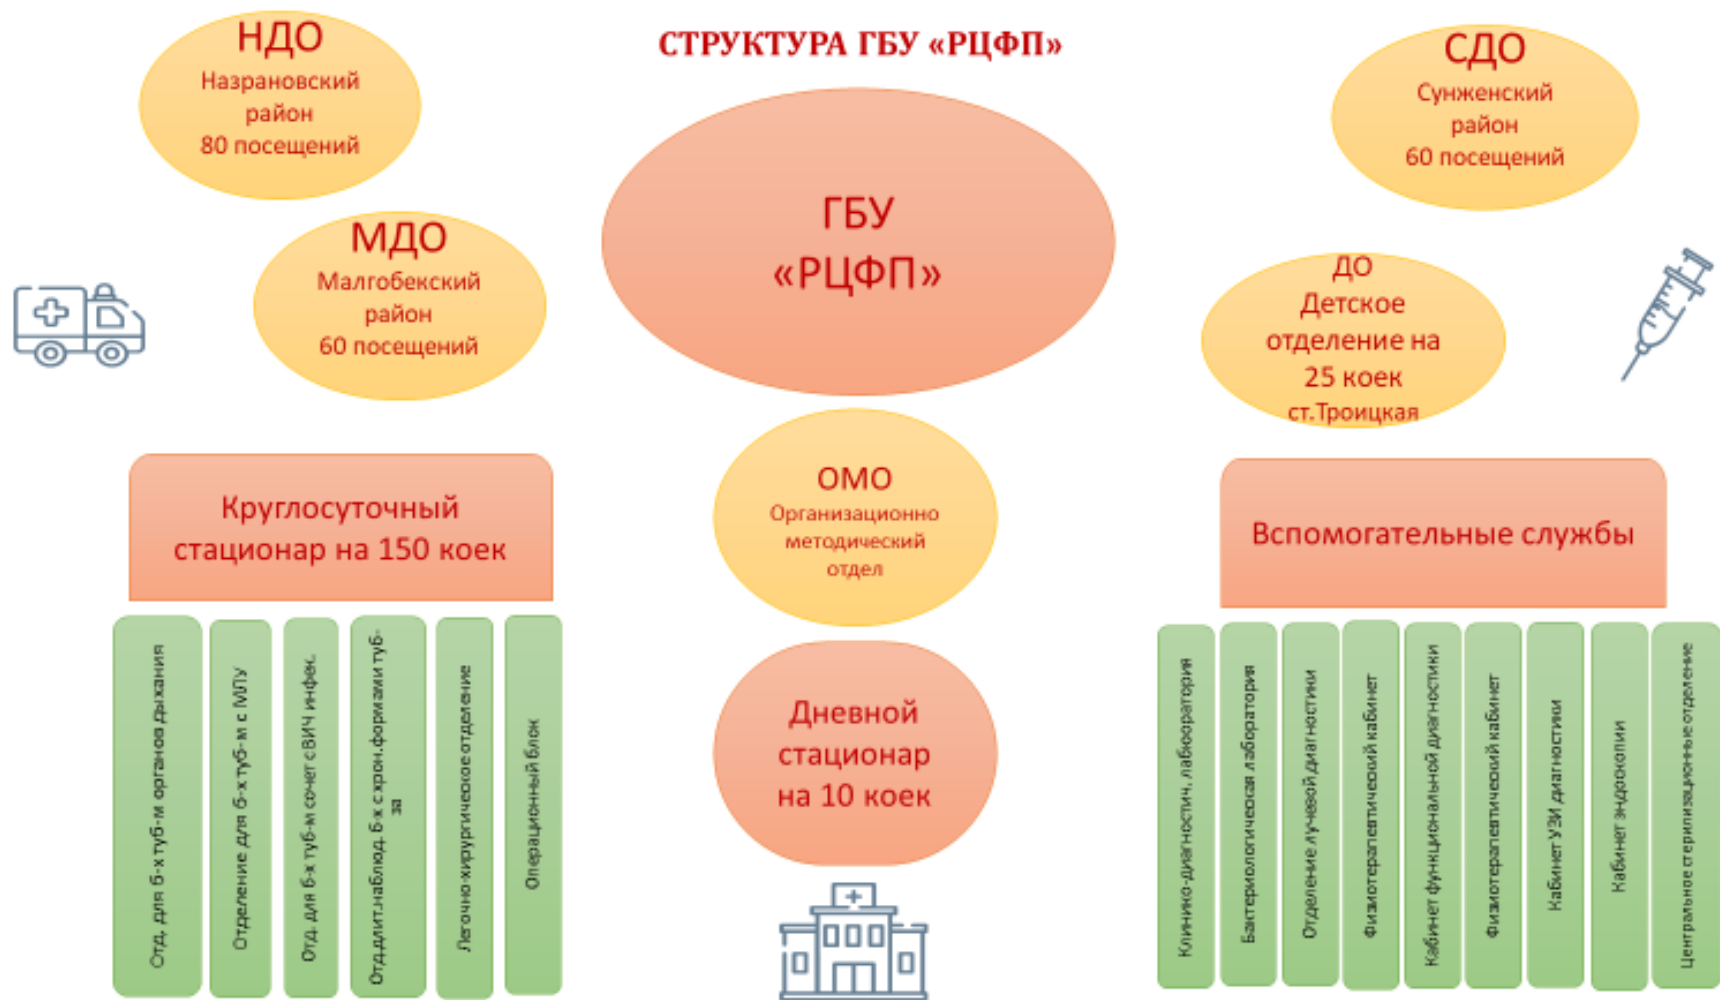 СТРУКТУРА ГБУ «РЦФП»
НДО
Назрановский
район
80 посещений
МДО
Малгобекский
район
60 посещений
ГБУ
«РЦФП»
СДО
Сунженский
район
60 посещений
ДО
Детское
отделение на
25 коек
ст.Троицкая
ОМО
Организационно
методический
отдел
Дневной
стационар
на 10 коек
Круглосуточный
стационар на 150 коек
Отд. для б-х туб-м органов дыхания
Отделение для б-х туб-м с МЛУ
Отд. для б-х туб-м сочет с ВИЧ инфек.
Отд.длит.наблюд. б-х с хрон.формами туб-
за
Легочно-хирургическое отделение
Операционный блок
Вспомогательные службы
Клинико-диагностич. лабюоратория
Бактериологическая лаборатория
Отделение лучевой диагностики
Физиотерапевтический кабинет
Кабинет функциональной диагностики
Физиотерапевтический кабинет
Кабинет УЗИ диагностики
Кабинет эндроскопии
Центральное стерилизационные отделение